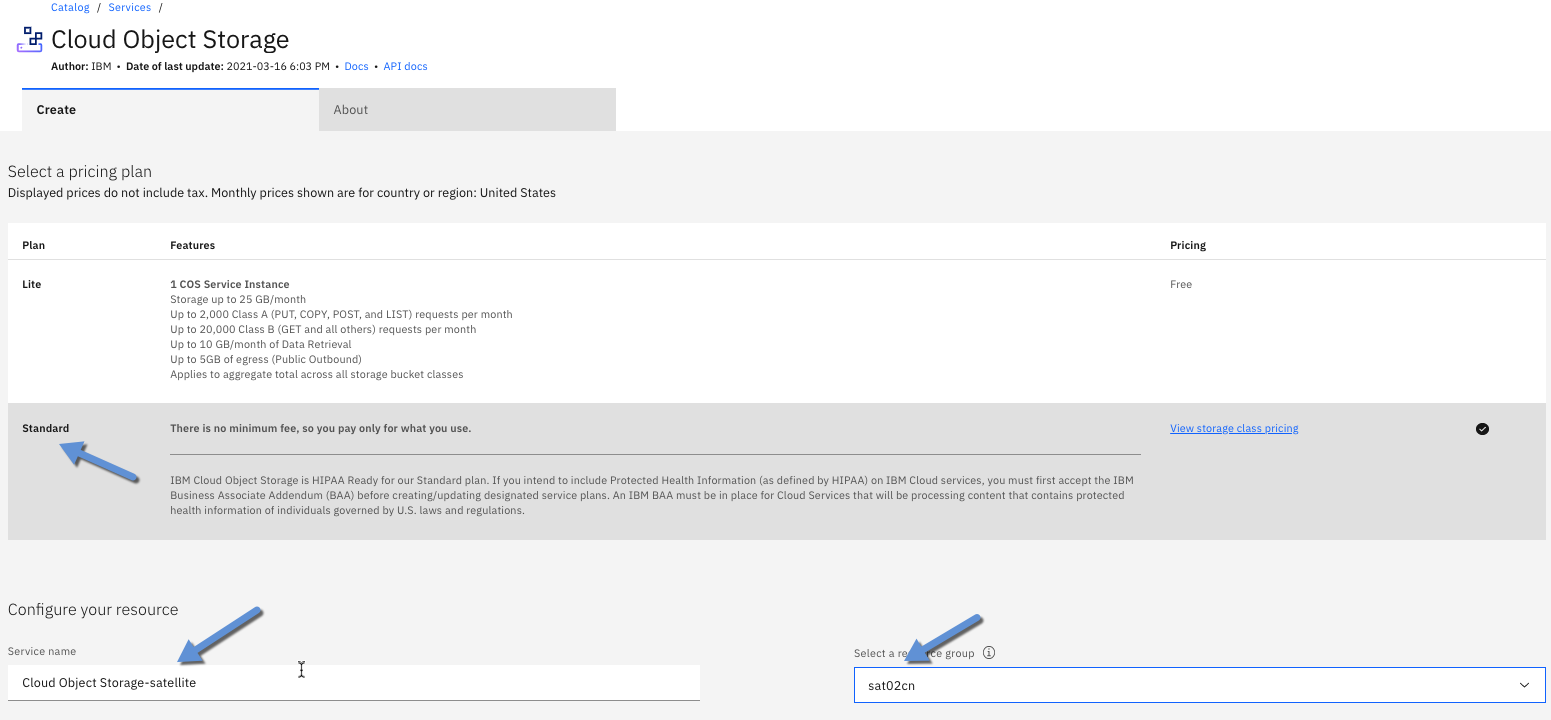 Catalog / Services /
Cloud Object Storage
Author: IBM • Date of last update: 2021-03-16 6:03 PM • Docs • API docs
Create
About
Select a pricing plan
Displayed prices do not include tax. Monthly prices shown are for country or region: United States
Plan
Features
Pricing
Lite
1 COS Service Instance
Storage up to 25 GB/month
Up to 2,000 Class A (PUT, COPY, POST, and LIST) requests per month
Up to 20,000 Class B (GET and all others) requests per month
Up to 10 GB/month of Data Retrieval
Up to 5GB of egress (Public Outbound)
Applies to aggregate total across all storage bucket classes
Free
Standard
There is no minimum fee, so you pay only for what you use.
View storage class pricing
IBM Cloud Object Storage is HIPAA Ready for our Standard plan. If you intend to include Protected Health Information (as defined by HIPAA) on IBM Cloud services, you must first accept the IBM
Business Associate Addendum (BAA) before creating/updating designated service plans. An IBM BAA must be in place for Cloud Services that will be processing content that contains protected
health information of individuals governed by U.S. laws and regulations.
Configure your resource
Service name
Cloud Object Storage-satellite
Select a group
sat02cn